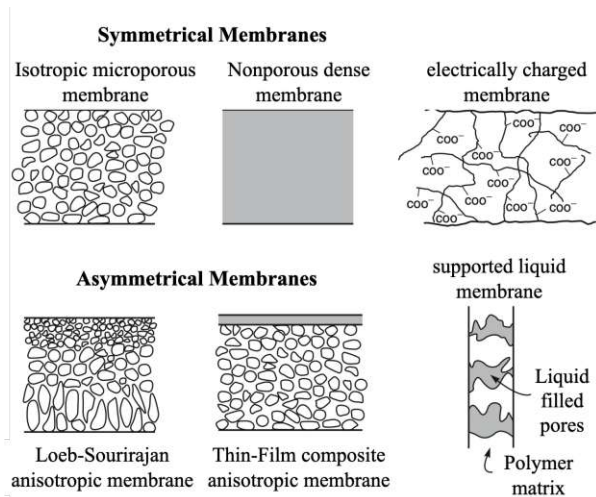 Symmetrical Membranes
Isotropic microporous
membrane
Nonporous dense
membrane
electrically charged
membrane
COO⁻
COO⁻
COO⁻
COO⁻
COO⁻
COO⁻
COO⁻
COO⁻
COO⁻
Asymmetrical Membranes
supported liquid
membrane
Liquid
filled
pores
Polymer
matrix
Loeb-Sourirajan
anisotropic membrane
Thin-Film composite
anisotropic membrane